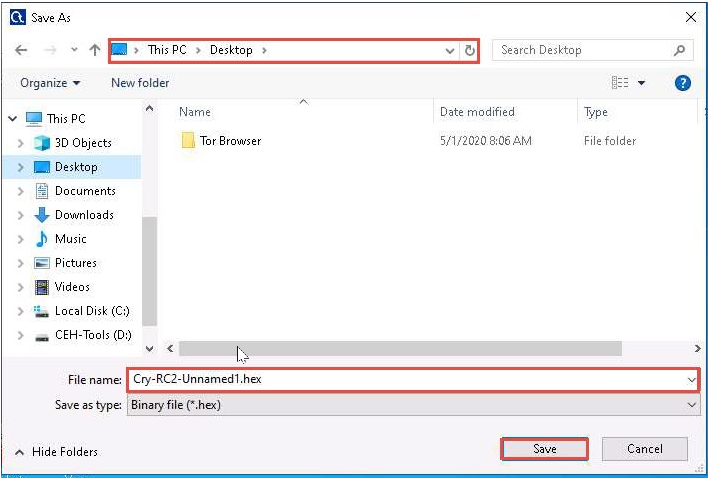 Save As
This PC > Desktop >
Search Desktop
Organize
New folder
Name
Date modified
Type
This PC
3D Objects
Desktop
Documents
Downloads
Music
Pictures
Videos
Local Disk (C:)
CEH-Tools (D:)
Tor Browser
5/1/2020 8:06 AM
File folder
File name: Cry-RC2-Unnamed1.hex
Save as type: Binary file (*.hex)
Hide Folders
Save
Cancel